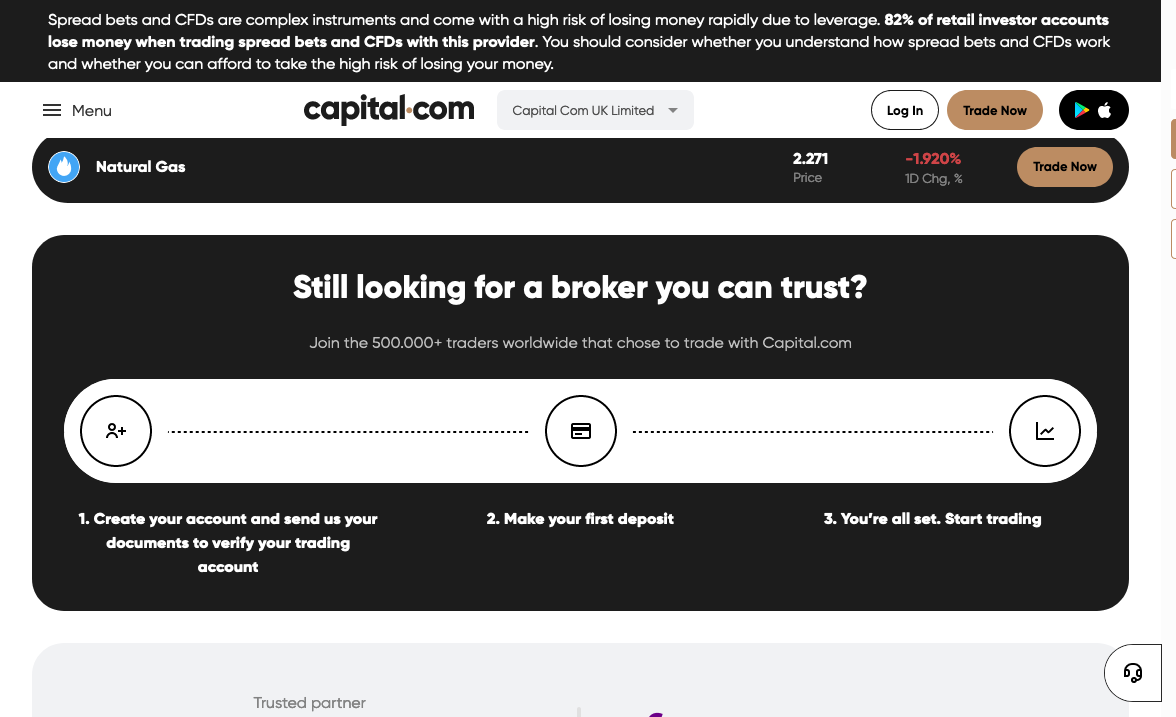 Spread bets and CFDs are complex instruments and come with a high risk of losing money rapidly due to leverage. 82% of retail investor accounts
lose money when trading spread bets and CFDs with this provider. You should consider whether you understand how spread bets and CFDs work
and whether you can afford to take the high risk of losing your money.
Menu
capital.com
Capital Com UK Limited
Log In
Trade Now
Natural Gas
2.271
Price
-1.920%
1D Chg, %
Trade Now
Still looking for a broker you can trust?
Join the 500.000+ traders worldwide that chose to trade with Capital.com
1. Create your account and send us your
documents to verify your trading
account
2. Make your first deposit
3. You’re all set. Start trading
Trusted partner